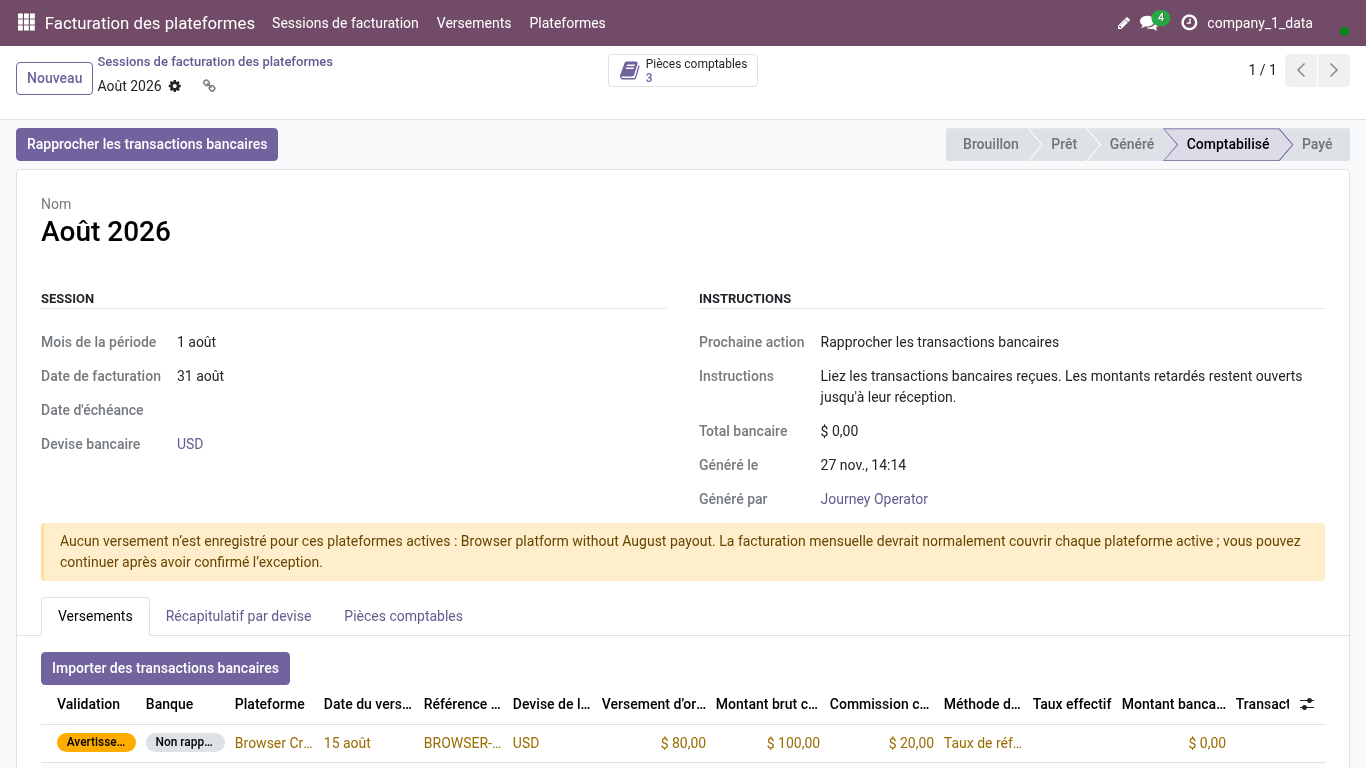 Facturation des plateformes Sessions de facturation Versements Plateformes 4 company_1_data
Nouveau
Sessions de facturation des plateformes
Août 2026
Pièces comptables
3
1 / 1
Rapprocher les transactions bancaires
Brouillon Prêt Généré Comptabilisé Payé
Nom
Août 2026
SESSION
Mois de la période 1 août
Date de facturation 31 août
Date d'échéance
Devise bancaire USD
INSTRUCTIONS
Prochaine action Rapprocher les transactions bancaires
Instructions Liez les transactions bancaires reçues. Les montants retardés restent ouverts
jusqu'à leur réception.
Total bancaire $ 0,00
Généré le 27 nov., 14:14
Généré par Journey Operator
Aucun versement n’est enregistré pour ces plateformes actives : Browser platform without August payout. La facturation mensuelle devrait normalement couvrir chaque plateforme active ; vous pouvez
continuer après avoir confirmé l’exception.
Versements Récapitulatif par devise Pièces comptables
Importer des transactions bancaires
Validation Banque Plateforme Date du vers... Référence ... Devise de l... Versement d'or... Montant brut c... Commission c... Méthode d... Taux effectif Montant banca... Transact
Avertisse... Non rapp... Browser Cr... 15 août BROWSER-... USD $ 80,00 $ 100,00 $ 20,00 Taux de réf... $ 0,00